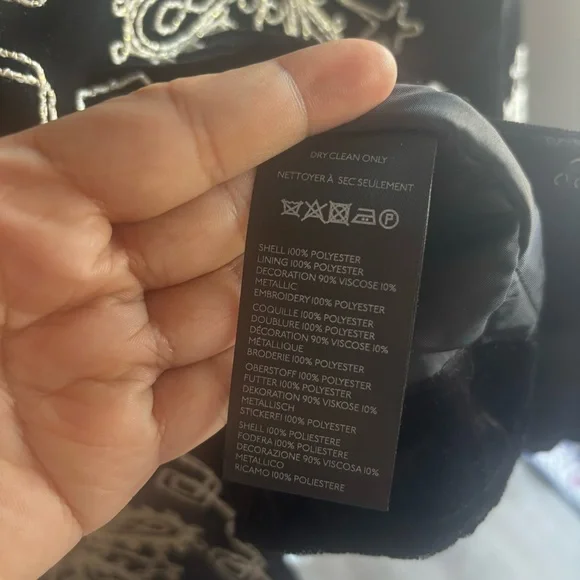 DRY CLEAN ONLY
NETTOYER À SEC SEULEMENT
P
SHELL 100% POLYESTER
LINING 100% POLYESTER
DECORATION 90% VISCOSE 10%
METALLIC
EMBROIDERY 100% POLYESTER
COQUILLE 100% POLYESTER
DOUBLURE 100% POLYESTER
DÉCORATION 90% VISCOSE 10%
MÉTALLIQUE
BRODERIE 100% POLYESTER
OBERSTOFF 100% POLYESTER
FUTTER 100% POLYESTER
DEKORATION 90% VISKOSE 10%
METALLISCH
STICKEREI 100% POLYESTER
SHELL 100% POLIESTERE
FODERA 100% POLIESTERE
DECORAZIONE 90% VISCOSA 10%
METALLICO
RICAMO 100% POLIESTERE